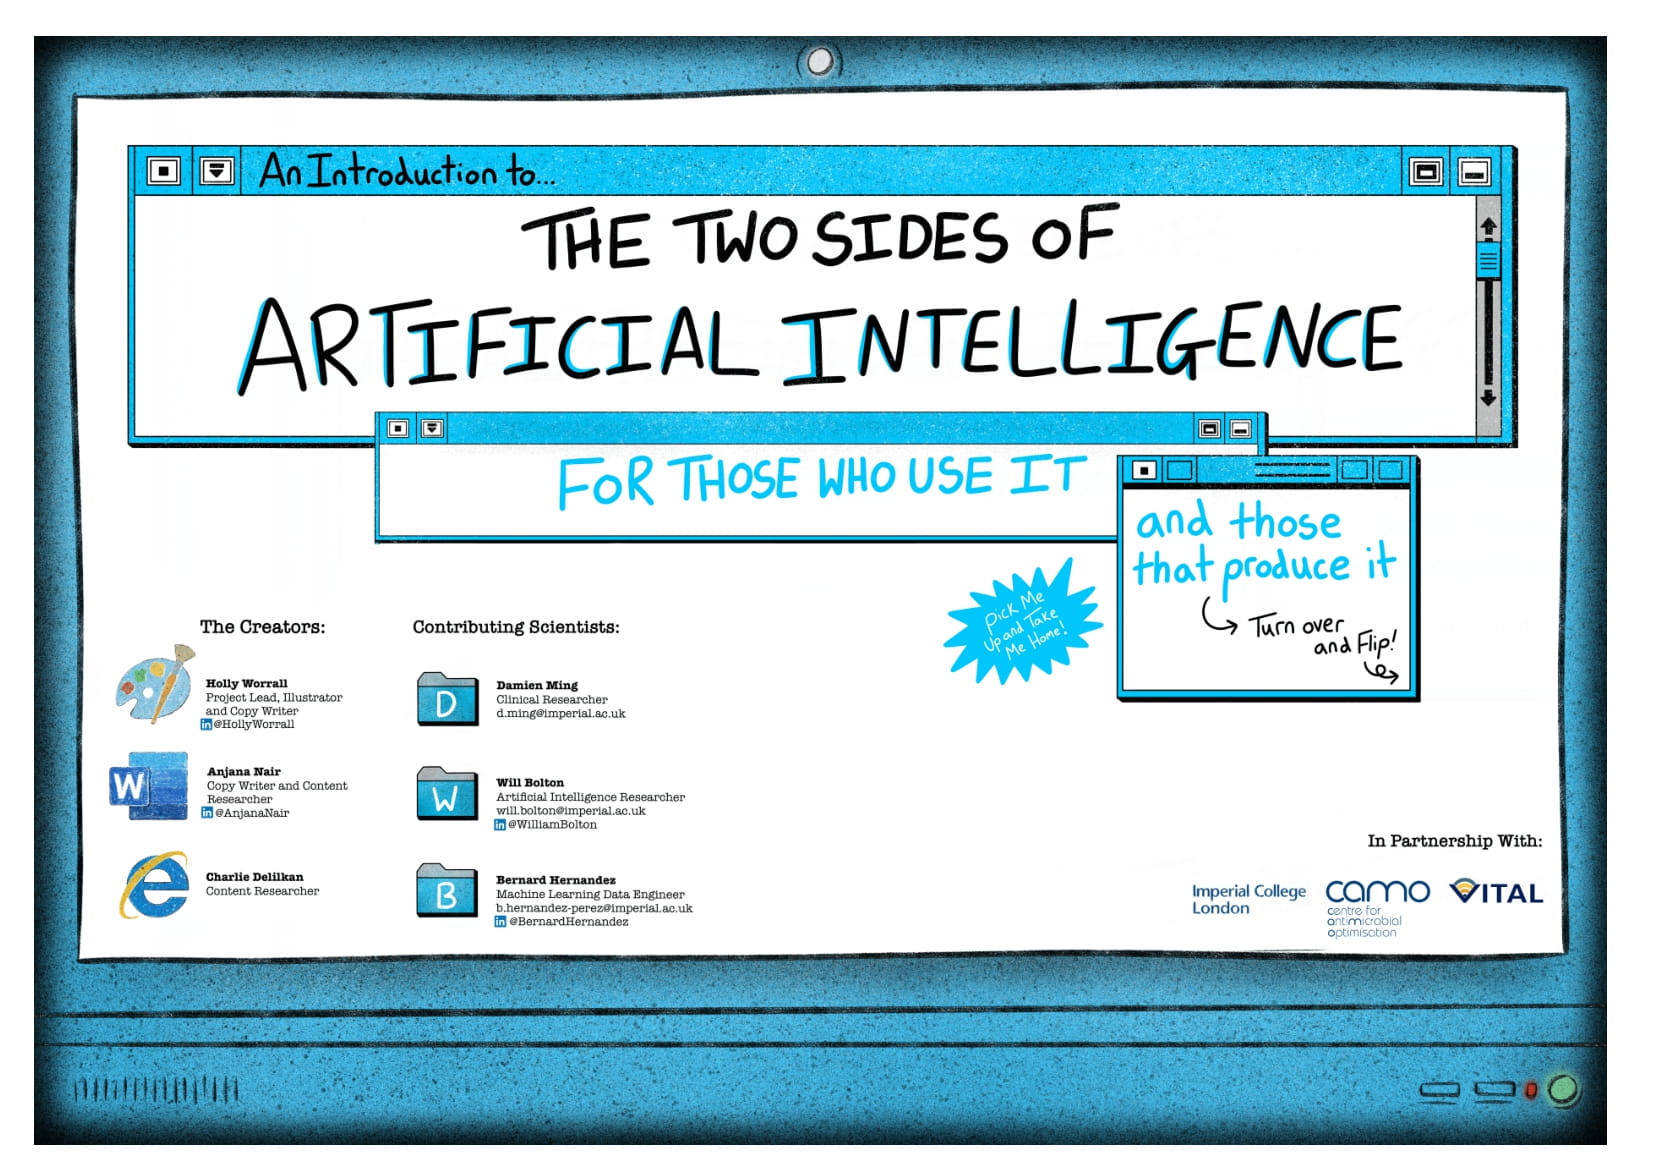 An Introduction to...
THE TWO SIDES OF
ARTIFICIAL INTELLIGENCE
FOR THOSE WHO USE IT
and those
that produce it
Turn over
and Flip!
Pick Me
Up and Take
Me Home!
The Creators:
Holly Worrall
Project Lead, Illustrator
and Copy Writer
in @HollyWorrall
W
Anjana Nair
Copy Writer and Content
Researcher
in @AnjanaNair
e
Charlie Delilkan
Content Researcher
Contributing Scientists:
D
Damien Ming
Clinical Researcher
d.ming@imperial.ac.uk
W
Will Bolton
Artificial Intelligence Researcher
will.bolton@imperial.ac.uk
in @WilliamBolton
B
Bernard Hernandez
Machine Learning Data Engineer
b.hernandez-perez@imperial.ac.uk
in @BernardHernandez
In Partnership With:
Imperial College
London
camo
centre for
antimicrobial
optimisation
VITAL